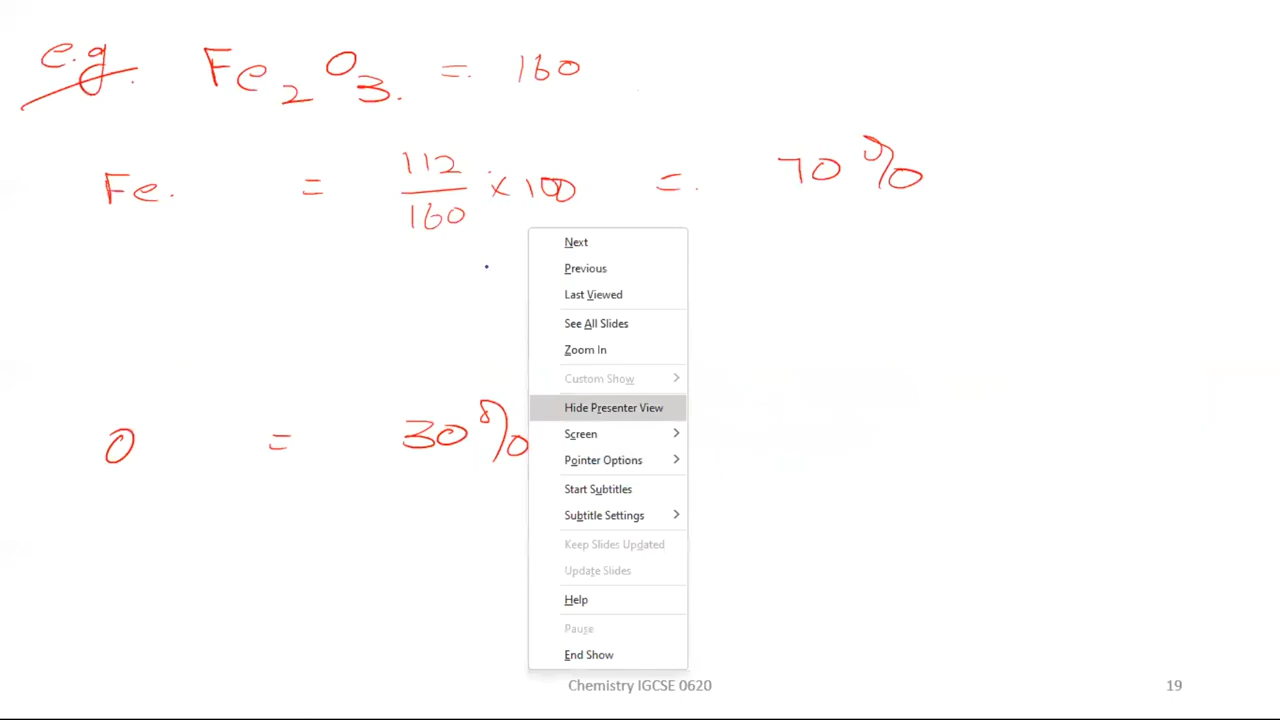 e.g. Fe2O3. = 160
Fe. = 112/160 × 100 = 70%
Next
Previous
Last Viewed
See All Slides
Zoom In
Custom Show
Hide Presenter View
O = 30%
Screen
Pointer Options
Start Subtitles
Subtitle Settings
Keep Slides Updated
Update Slides
Help
Pause
End Show
Chemistry IGCSE 0620 19